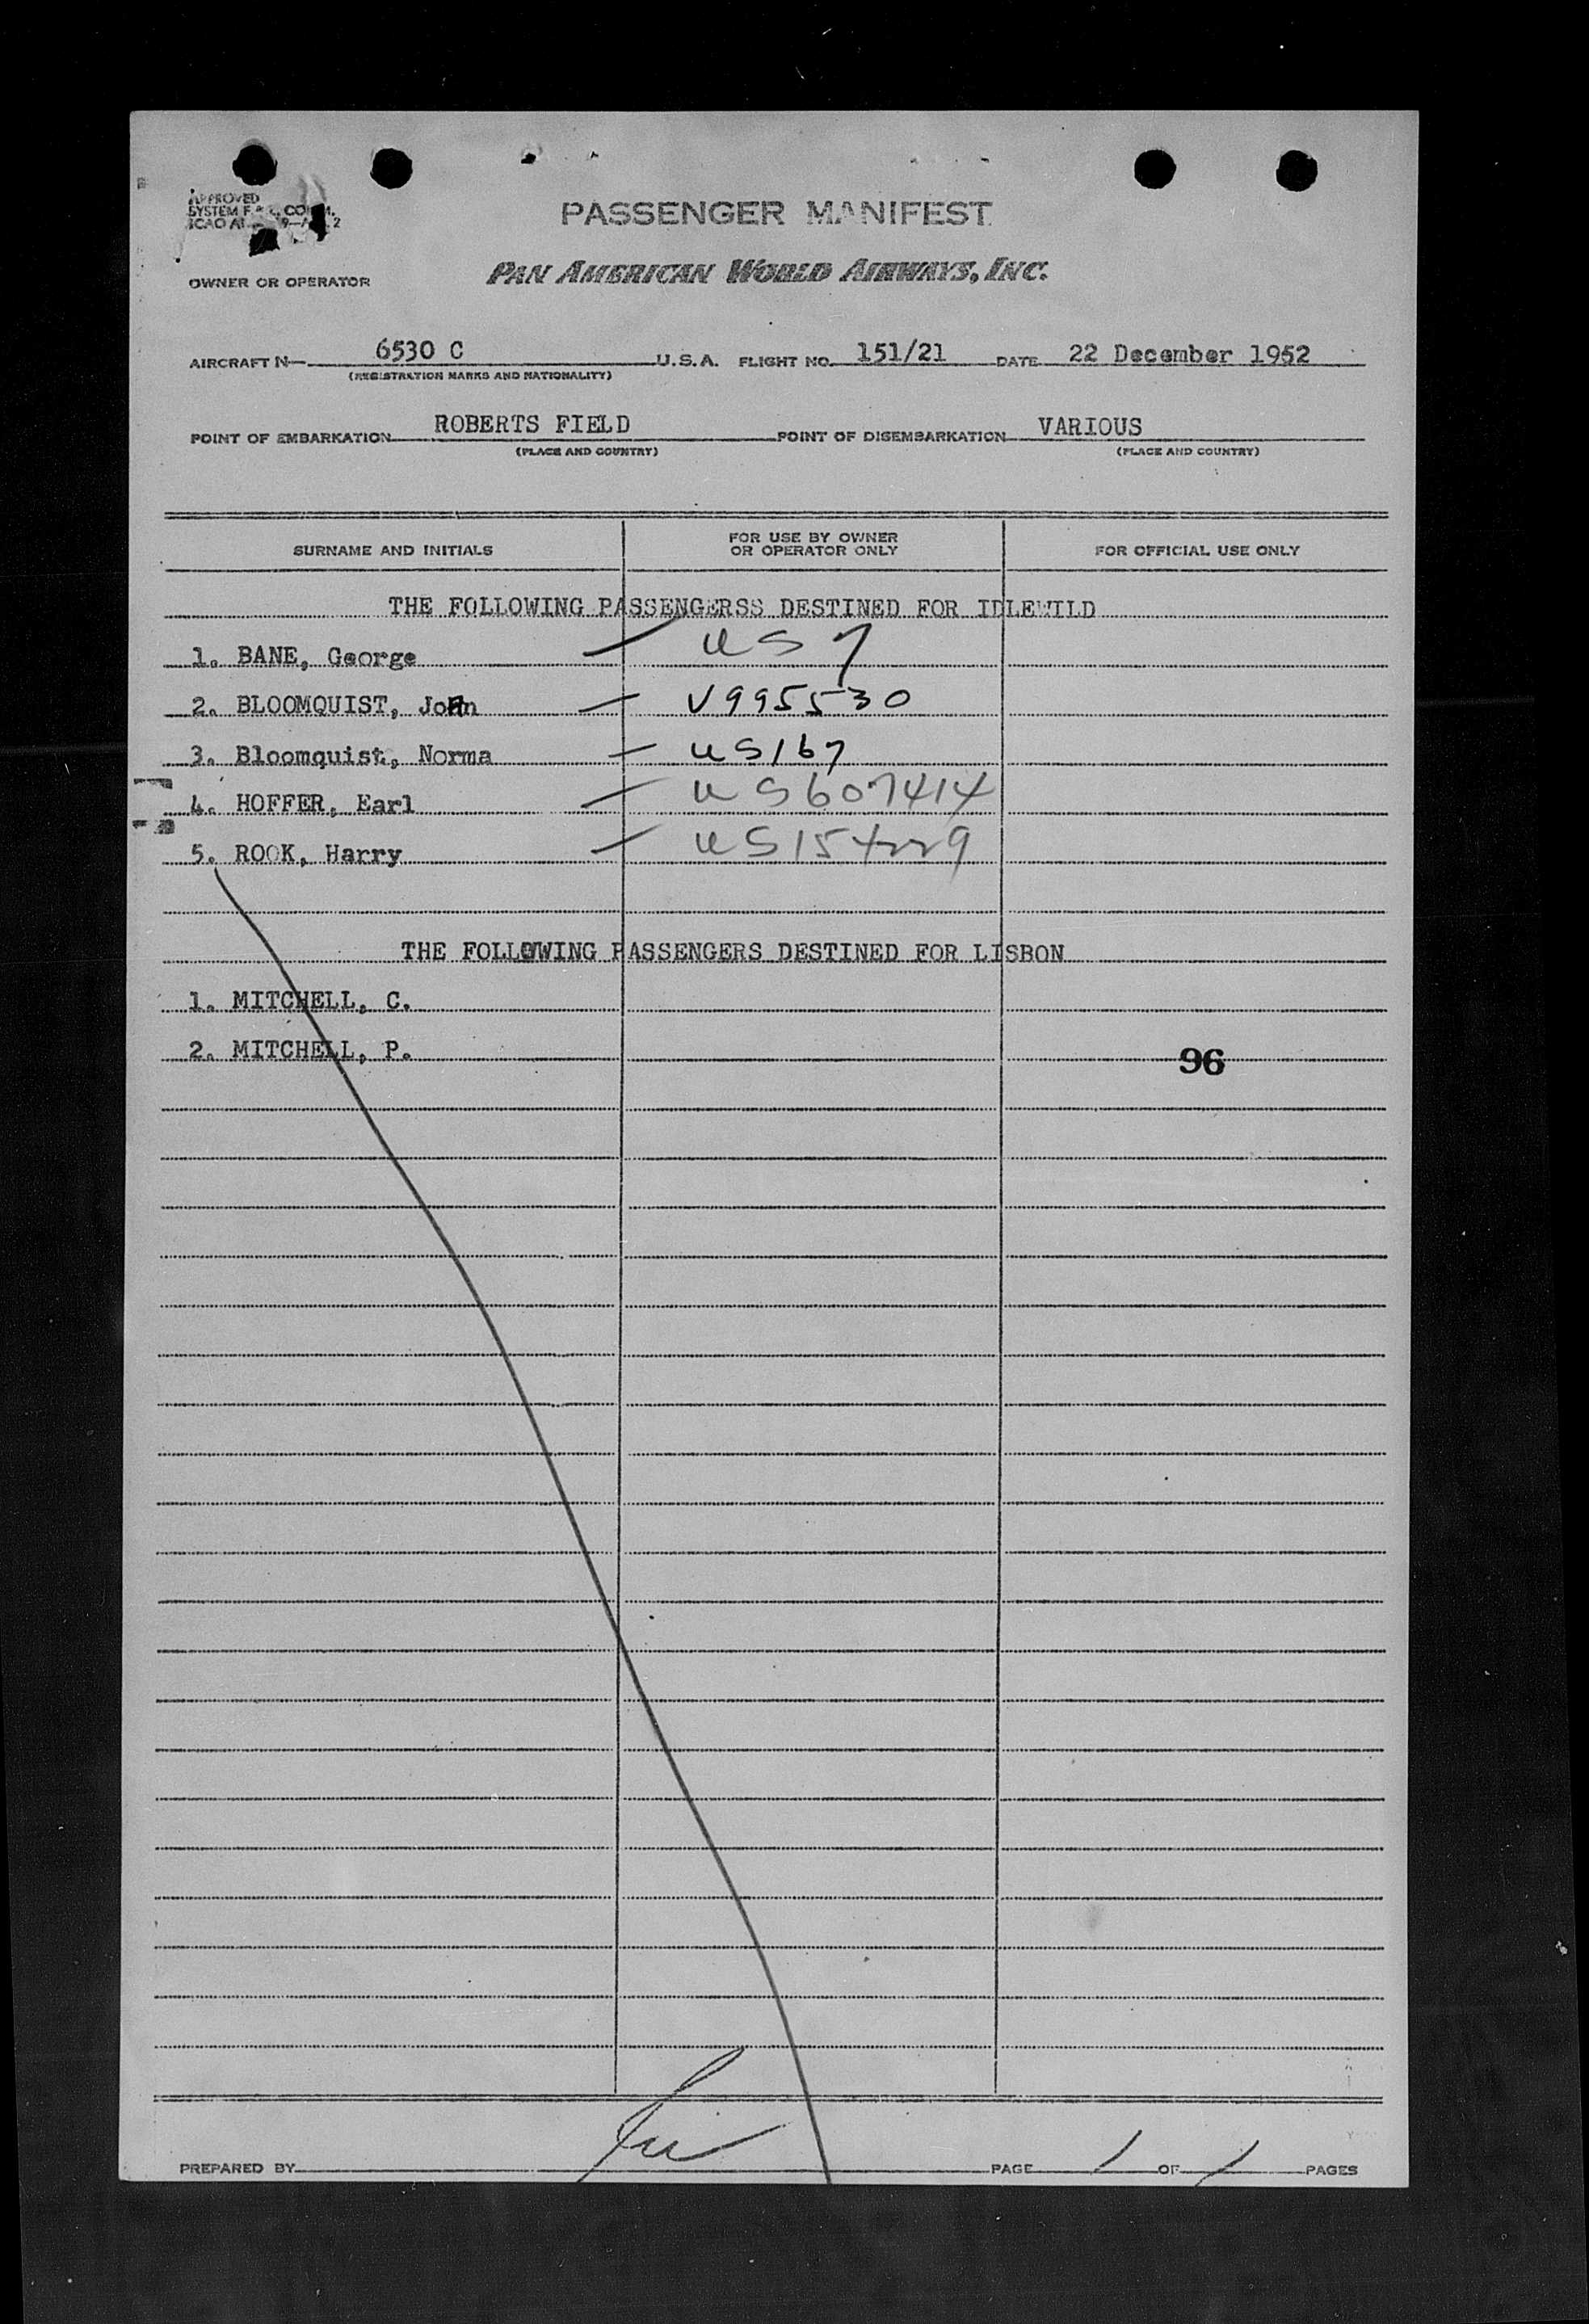 APPROVED
SYSTEM F
ICAO
PASSENGER MANIFEST
PAN AMERICAN WORLD AIRWAYS, INC.
OWNER OR OPERATOR
AIRCRAFT N— 6530 C U.S.A. FLIGHT NO. 151/21 DATE 22 December 1952
(REGISTRATION MARKS AND NATIONALITY)
POINT OF EMBARKATION ROBERTS FIELD POINT OF DISEMBARKATION VARIOUS
(PLACE AND COUNTRY) (PLACE AND COUNTRY)
SURNAME AND INITIALS FOR USE BY OWNER OR OPERATOR ONLY FOR OFFICIAL USE ONLY
THE FOLLOWING PASSENGERSS DESTINED FOR IDLEWILD
1. BANE, George — US 7
2. BLOOMQUIST, John — V995530
3. Bloomquist, Norma — US167
4. HOFFER, Earl — US607414
5. ROOK, Harry — US154229
THE FOLLOWING PASSENGERS DESTINED FOR LISBON
1. MITCHELL, C.
2. MITCHELL, P.
96
PREPARED BY PAGE 1 OF 1 PAGES